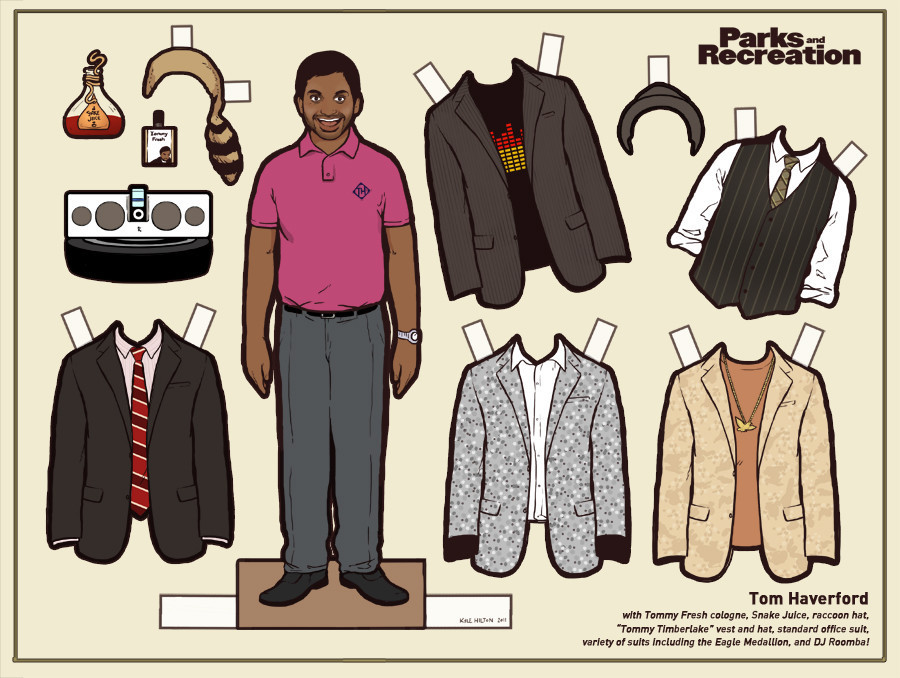 Parks and
Recreation
SNAKE
JUICE
Tommy
Fresh
TH
KYLE HILTON 2011
Tom Haverford
with Tommy Fresh cologne, Snake Juice, raccoon hat,
"Tommy Timberlake" vest and hat, standard office suit,
variety of suits including the Eagle Medallion, and DJ Roomba!